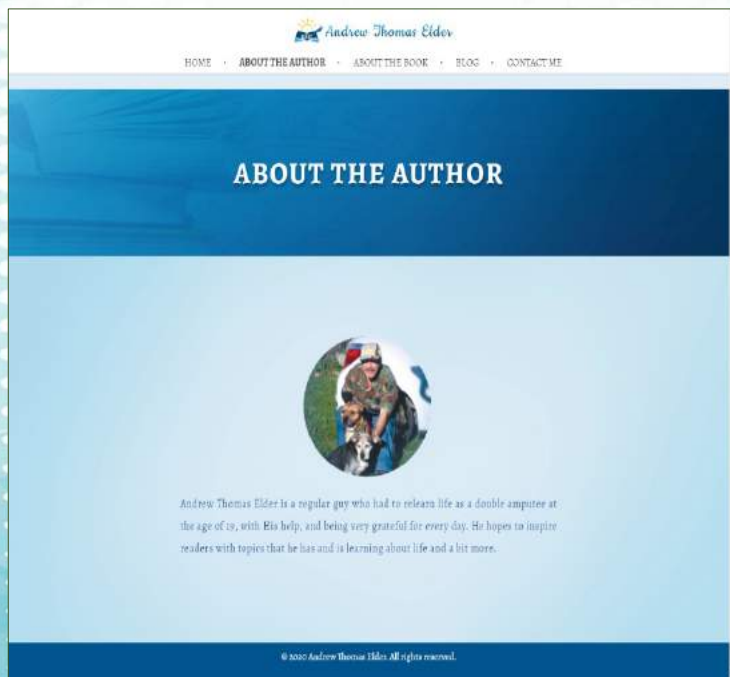 Andrew Thomas Elder
HOME · ABOUT THE AUTHOR · ABOUT THE BOOK · BLOG · CONTACT ME
ABOUT THE AUTHOR
Andrew Thomas Elder is a regular guy who had to relearn life as a double amputee at
the age of 19, with His help, and being very grateful for every day. He hopes to inspire
readers with topics that he has and is learning about life and a bit more.
© 2020 Andrew Thomas Elder. All rights reserved.